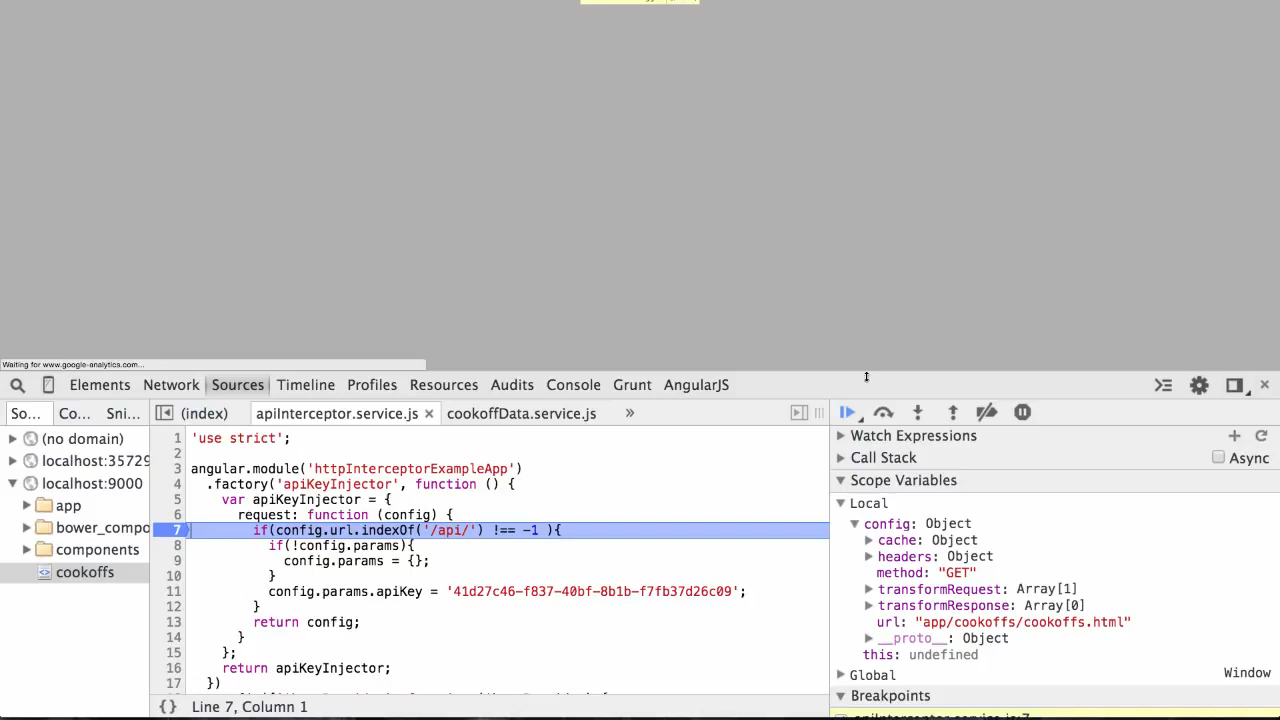 Waiting for www.google-analytics.com...
Elements Network Sources Timeline Profiles Resources Audits Console Grunt AngularJS
So... Co... Sni... (index) apiInterceptor.service.js × cookoffData.service.js »
(no domain)
localhost:35729
localhost:9000
app
bower_compo
components
cookoffs
1 'use strict';
2
3 angular.module('httpInterceptorExampleApp')
4 .factory('apiKeyInjector', function () {
5 var apiKeyInjector = {
6 request: function (config) {
7 if(config.url.indexOf('/api/') !== -1 ){
8 if(!config.params){
9 config.params = {};
10 }
11 config.params.apiKey = '41d27c46-f837-40bf-8b1b-f7fb37d26c09';
12 }
13 return config;
14 }
15 };
16 return apiKeyInjector;
17 })
{} Line 7, Column 1
Watch Expressions
Call Stack Async
Scope Variables
Local
config: Object
cache: Object
headers: Object
method: "GET"
transformRequest: Array[1]
transformResponse: Array[0]
url: "app/cookoffs/cookoffs.html"
__proto__: Object
this: undefined
Global Window
Breakpoints
apiInterceptor.service.js:7